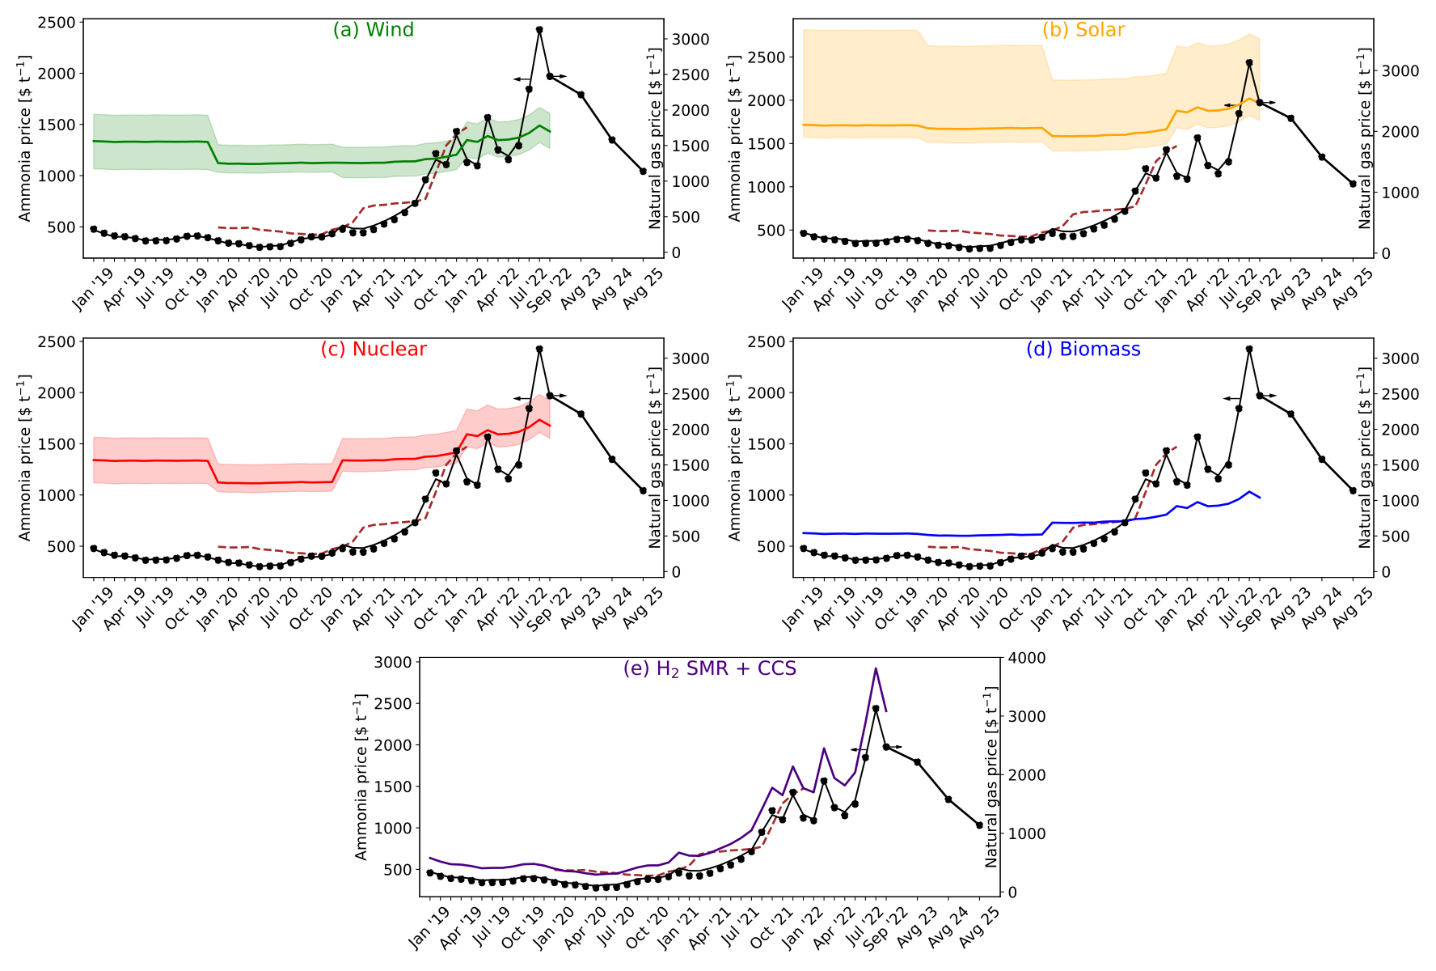 (a) Wind
Ammonia price [$ t⁻¹]
2500
2000
1500
1000
500
Natural gas price [$ t⁻¹]
3000
2500
2000
1500
1000
500
0
Jan '19
Apr '19
Jul '19
Oct '19
Jan '20
Apr '20
Jul '20
Oct '20
Jan '21
Apr '21
Jul '21
Oct '21
Jan '22
Apr '22
Jul '22
Sep '22
Avg 23
Avg 24
Avg 25
(b) Solar
Ammonia price [$ t⁻¹]
2500
2000
1500
1000
500
Natural gas price [$ t⁻¹]
3000
2000
1000
0
Jan '19
Apr '19
Jul '19
Oct '19
Jan '20
Apr '20
Jul '20
Oct '20
Jan '21
Apr '21
Jul '21
Oct '21
Jan '22
Apr '22
Jul '22
Sep '22
Avg 23
Avg 24
Avg 25
(c) Nuclear
Ammonia price [$ t⁻¹]
2500
2000
1500
1000
500
Natural gas price [$ t⁻¹]
3000
2500
2000
1500
1000
500
0
Jan '19
Apr '19
Jul '19
Oct '19
Jan '20
Apr '20
Jul '20
Oct '20
Jan '21
Apr '21
Jul '21
Oct '21
Jan '22
Apr '22
Jul '22
Sep '22
Avg 23
Avg 24
Avg 25
(d) Biomass
Ammonia price [$ t⁻¹]
2500
2000
1500
1000
500
Natural gas price [$ t⁻¹]
3000
2500
2000
1500
1000
500
0
Jan '19
Apr '19
Jul '19
Oct '19
Jan '20
Apr '20
Jul '20
Oct '20
Jan '21
Apr '21
Jul '21
Oct '21
Jan '22
Apr '22
Jul '22
Sep '22
Avg 23
Avg 24
Avg 25
(e) H₂ SMR + CCS
Ammonia price [$ t⁻¹]
3000
2500
2000
1500
1000
500
Natural gas price [$ t⁻¹]
4000
3000
2000
1000
0
Jan '19
Apr '19
Jul '19
Oct '19
Jan '20
Apr '20
Jul '20
Oct '20
Jan '21
Apr '21
Jul '21
Oct '21
Jan '22
Apr '22
Jul '22
Sep '22
Avg 23
Avg 24
Avg 25